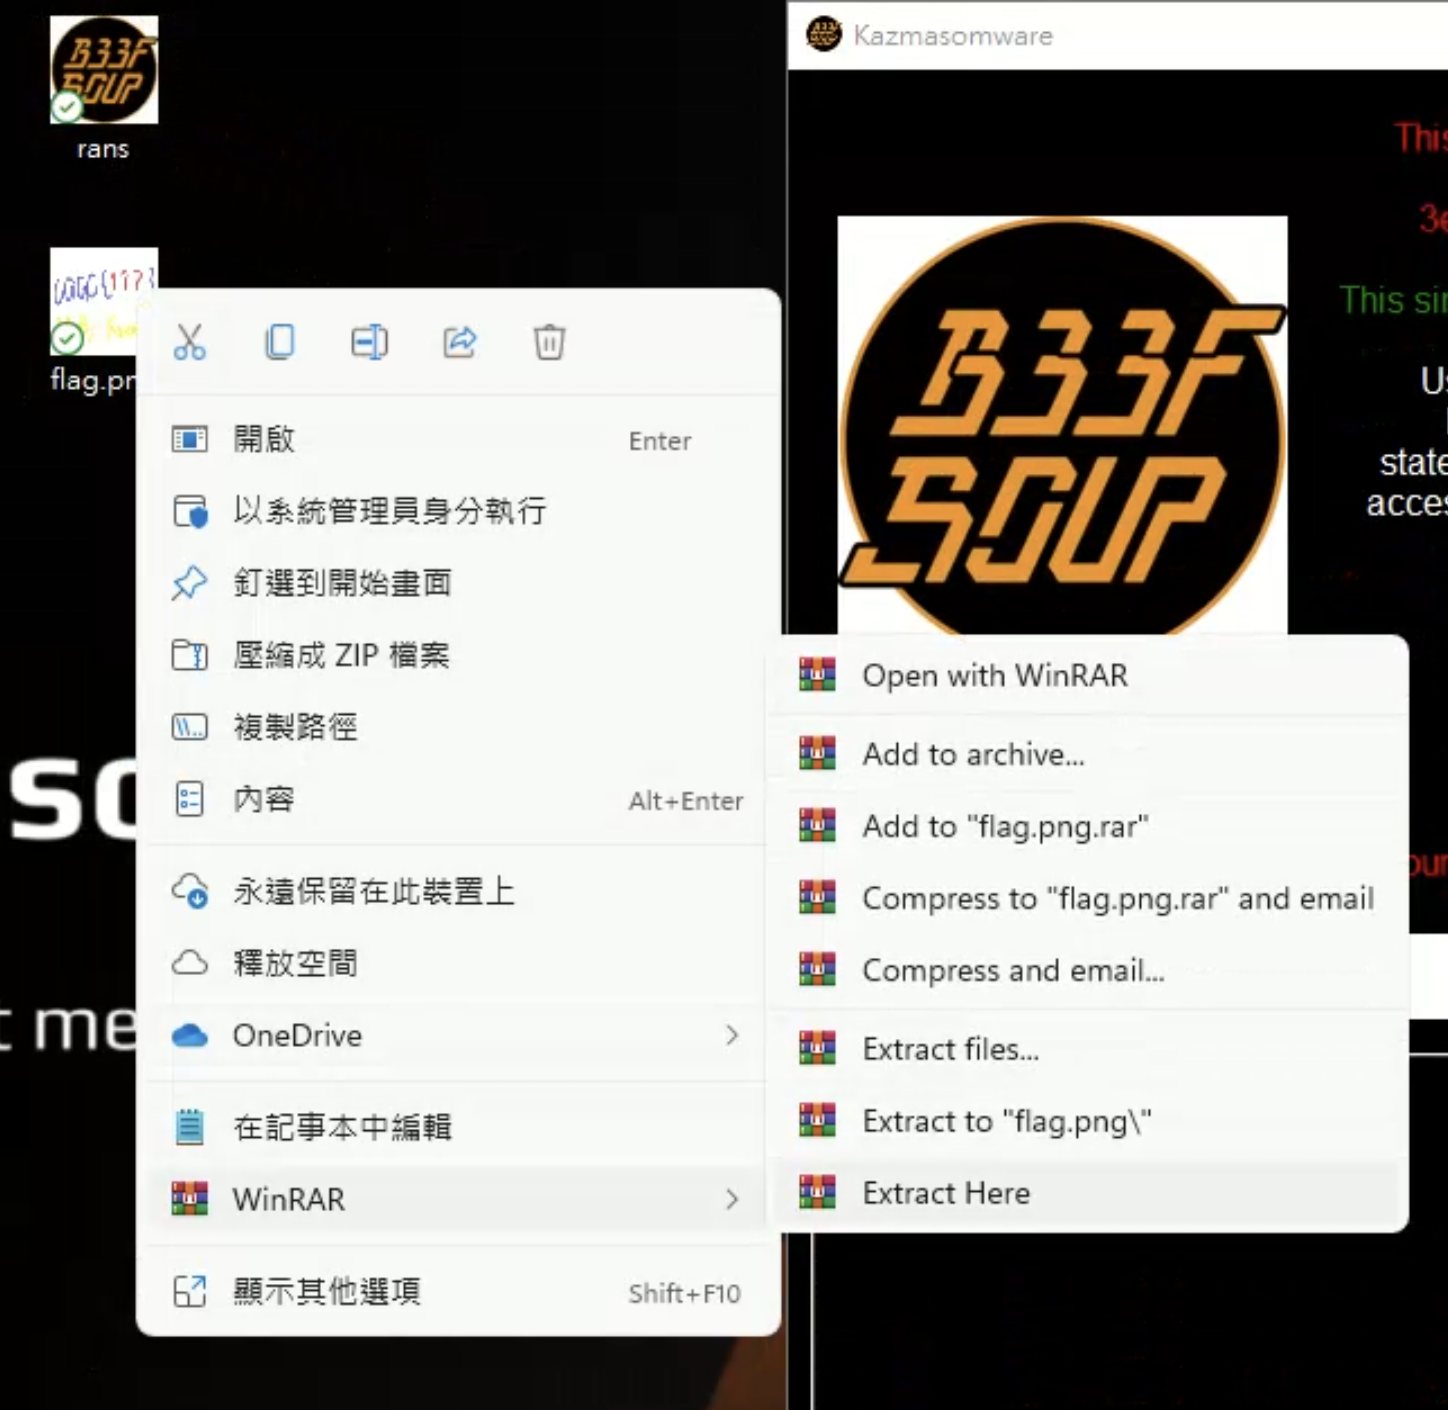 B33F
SOUP
rans
flag.pn
Kazmasomware
This
3e
This sin
Us
state
acces
B33F
SOUP
開啟 Enter
以系統管理員身分執行
釘選到開始畫面
壓縮成 ZIP 檔案
複製路徑
內容 Alt+Enter
永遠保留在此裝置上
釋放空間
OneDrive
在記事本中編輯
WinRAR
顯示其他選項 Shift+F10
Open with WinRAR
Add to archive...
Add to "flag.png.rar"
Compress to "flag.png.rar" and email
Compress and email...
Extract files...
Extract to "flag.png\"
Extract Here
so
t me
our